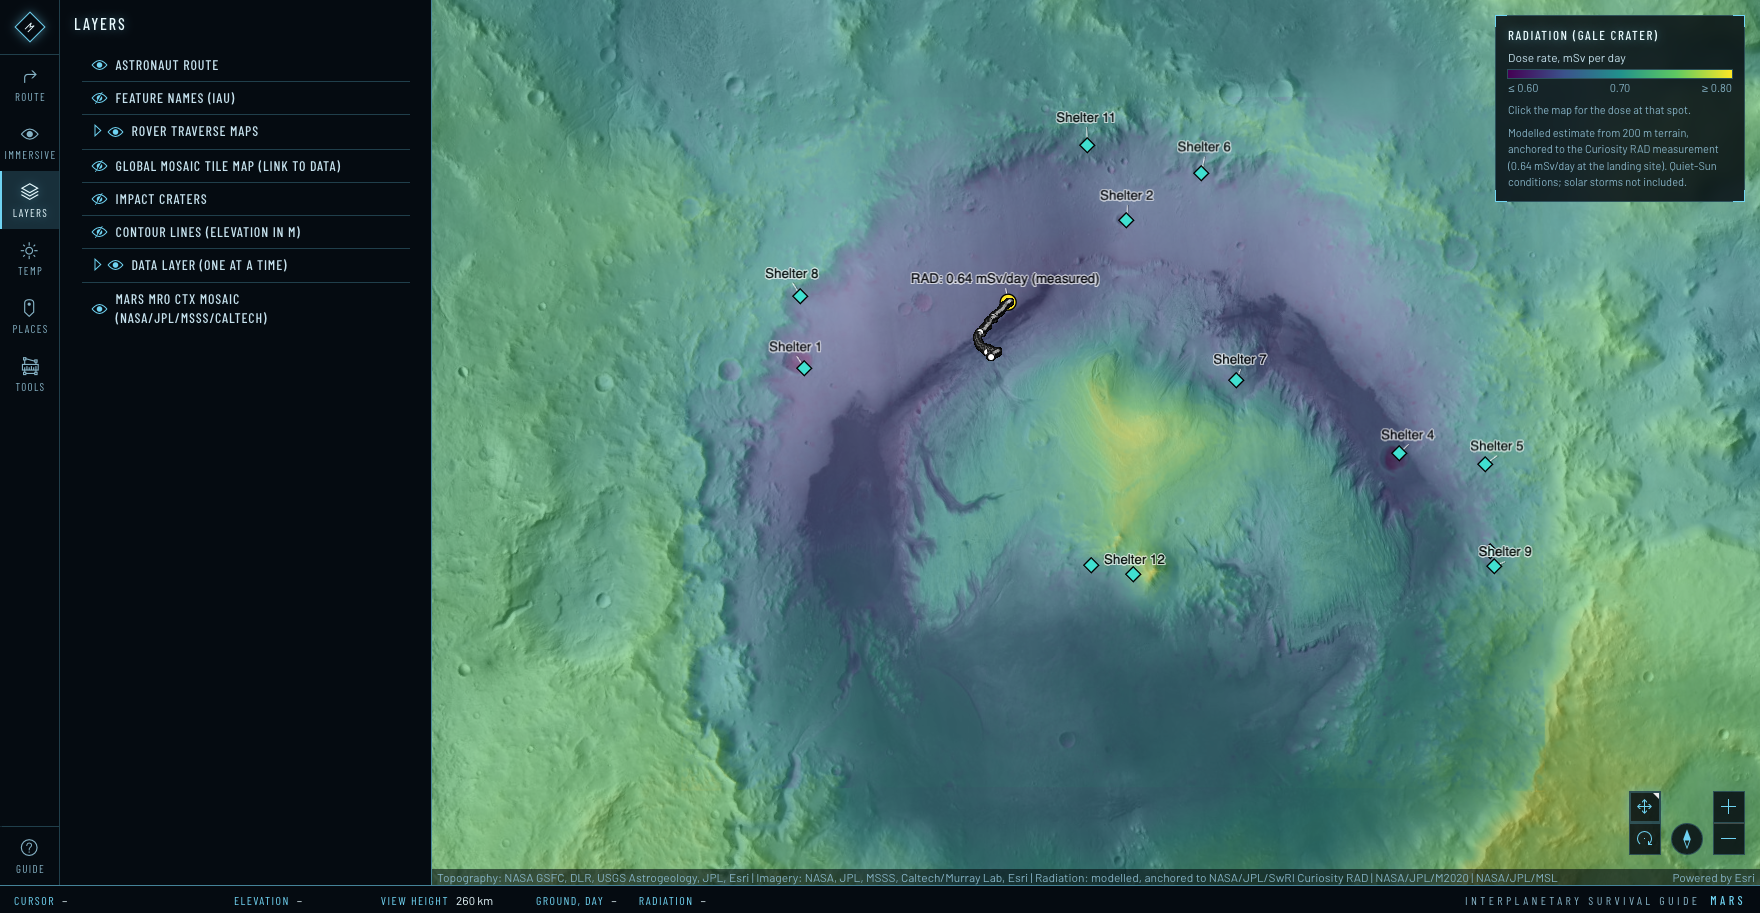 LAYERS
ROUTE
IMMERSIVE
LAYERS
TEMP
PLACES
TOOLS
GUIDE
ASTRONAUT ROUTE
FEATURE NAMES (IAU)
ROVER TRAVERSE MAPS
GLOBAL MOSAIC TILE MAP (LINK TO DATA)
IMPACT CRATERS
CONTOUR LINES (ELEVATION IN M)
DATA LAYER (ONE AT A TIME)
MARS MRO CTX MOSAIC
(NASA/JPL/MSSS/CALTECH)
Shelter 11
Shelter 6
Shelter 2
Shelter 8
RAD: 0.64 mSv/day (measured)
Shelter 1
Shelter 7
Shelter 4
Shelter 5
Shelter 12
Shelter 9
RADIATION (GALE CRATER)
Dose rate, mSv per day
≤ 0.60 0.70 ≥ 0.80
Click the map for the dose at that spot.
Modelled estimate from 200 m terrain,
anchored to the Curiosity RAD measurement
(0.64 mSv/day at the landing site). Quiet-Sun
conditions; solar storms not included.
Topography: NASA GSFC, DLR, USGS Astrogeology, JPL, Esri | Imagery: NASA, JPL, MSSS, Caltech/Murray Lab, Esri | Radiation: modelled, anchored to NASA/JPL/SwRI Curiosity RAD | NASA/JPL/M2020 | NASA/JPL/MSL Powered by Esri
CURSOR – ELEVATION – VIEW HEIGHT 260 km GROUND, DAY – RADIATION – INTERPLANETARY SURVIVAL GUIDE MARS